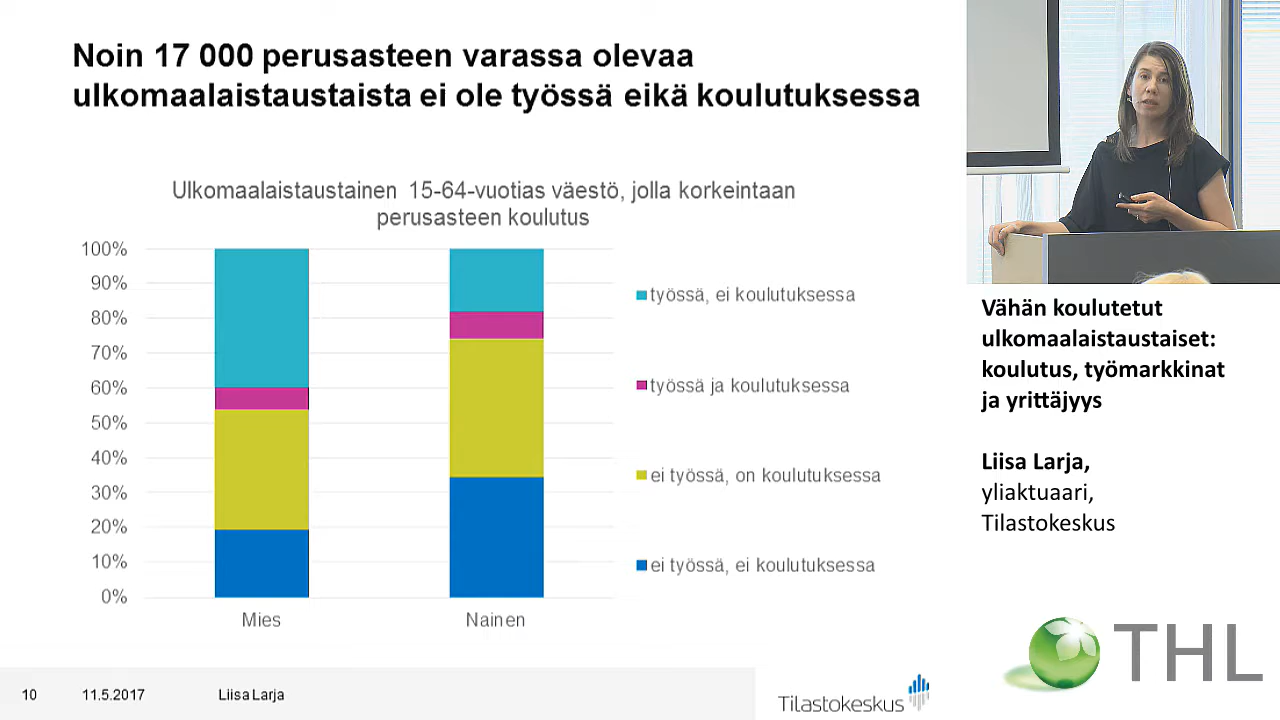 Noin 17 000 perusasteen varassa olevaa
ulkomaalaistaustaista ei ole työssä eikä koulutuksessa
Ulkomaalaistaustainen 15-64-vuotias väestö, jolla korkeintaan
perusasteen koulutus
100%
90%
80%
70%
60%
50%
40%
30%
20%
10%
0%
Mies
Nainen
työssä, ei koulutuksessa
työssä ja koulutuksessa
ei työssä, on koulutuksessa
ei työssä, ei koulutuksessa
10 11.5.2017 Liisa Larja
Tilastokeskus
Vähän koulutetut
ulkomaalaistaustaiset:
koulutus, työmarkkinat
ja yrittäjyys
Liisa Larja,
yliaktuaari,
Tilastokeskus
THL